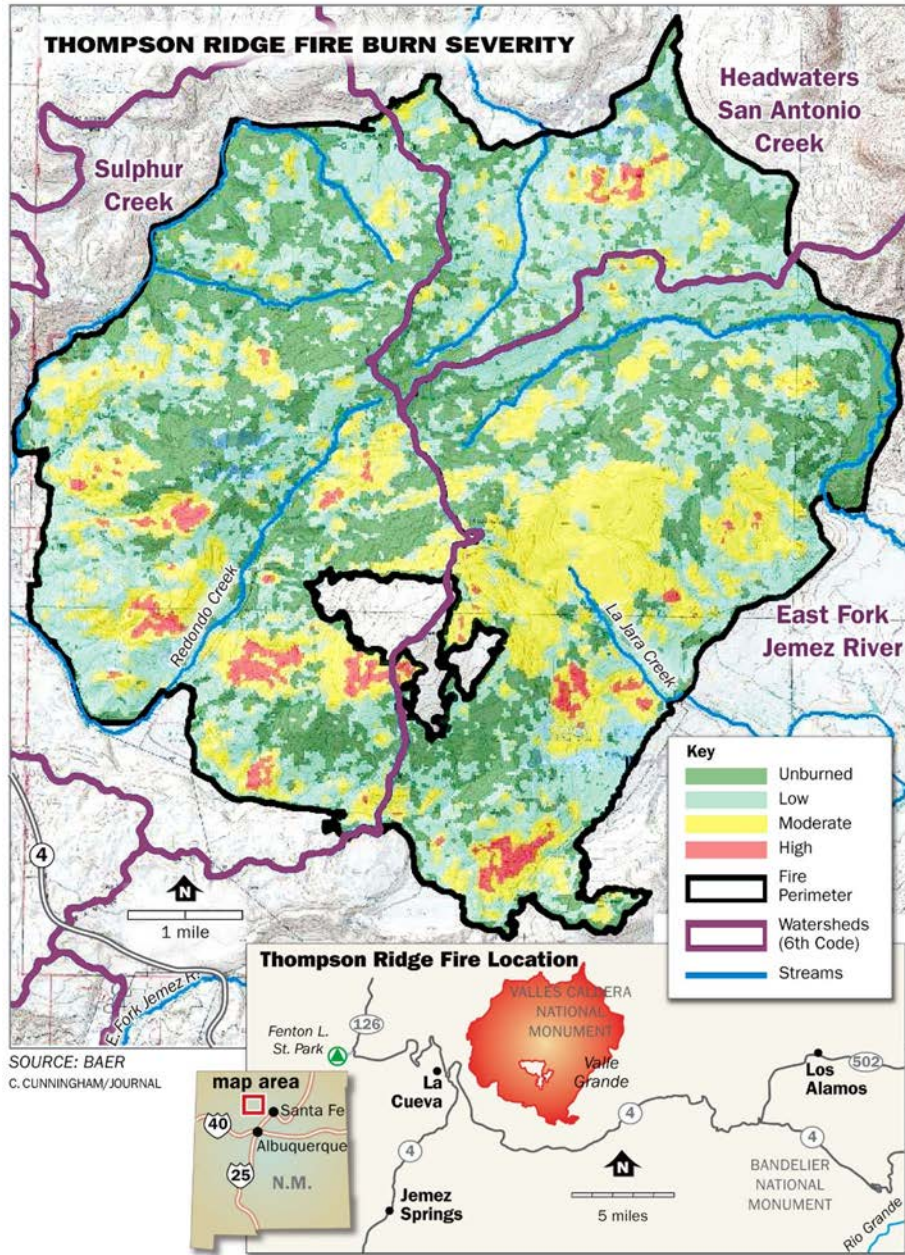 THOMPSON RIDGE FIRE BURN SEVERITY
Headwaters
San Antonio
Creek
Sulphur
Creek
Redondo Creek
La Jara Creek
East Fork
Jemez River
Key
Unburned
Low
Moderate
High
Fire
Perimeter
Watersheds
(6th Code)
Streams
4
N
1 mile
E. Fork Jemez R.
SOURCE: BAER
C. CUNNINGHAM/JOURNAL
Thompson Ridge Fire Location
VALLES CALDERA
NATIONAL
MONUMENT
Valle
Grande
126
Fenton L.
St. Park
La
Cueva
Los
Alamos
502
4
4
4
N
5 miles
Jemez
Springs
BANDELIER
NATIONAL
MONUMENT
Rio Grande
map area
Santa Fe
40
Albuquerque
25
N.M.